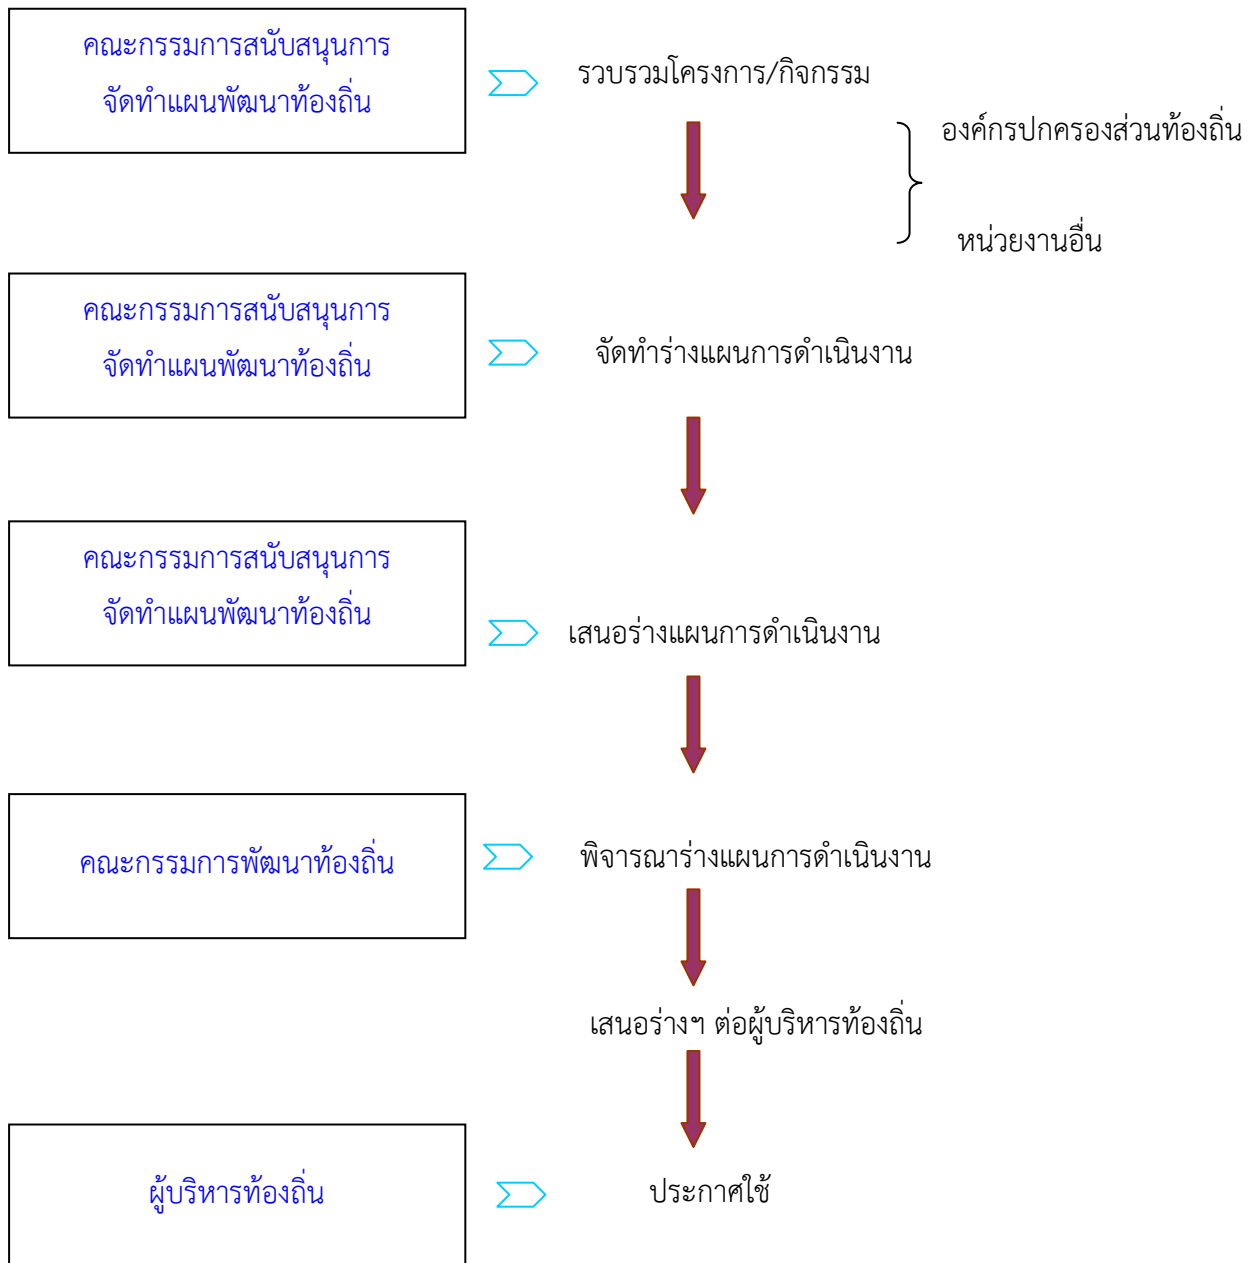 คณะกรรมการสนับสนุนการ
จัดทำแผนพัฒนาท้องถิ่น
รวบรวมโครงการ/กิจกรรม
องค์กรปกครองส่วนท้องถิ่น
หน่วยงานอื่น
คณะกรรมการสนับสนุนการ
จัดทำแผนพัฒนาท้องถิ่น
จัดทำร่างแผนการดำเนินงาน
คณะกรรมการสนับสนุนการ
จัดทำแผนพัฒนาท้องถิ่น
เสนอร่างแผนการดำเนินงาน
คณะกรรมการพัฒนาท้องถิ่น
พิจารณาร่างแผนการดำเนินงาน
เสนอร่างฯ ต่อผู้บริหารท้องถิ่น
ผู้บริหารท้องถิ่น
ประกาศใช้